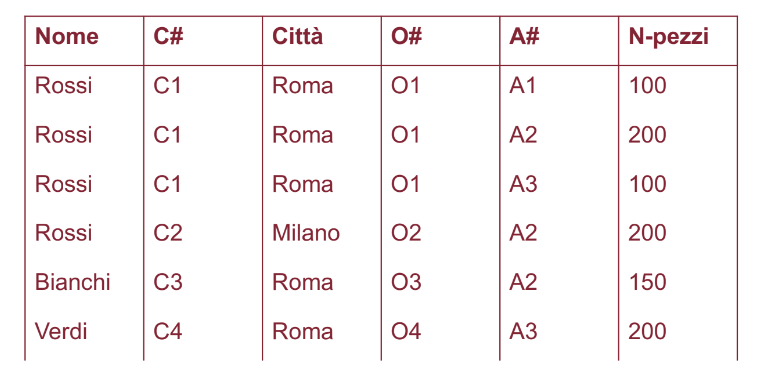 Nome C# Città O# A# N-pezzi
Rossi C1 Roma O1 A1 100
Rossi C1 Roma O1 A2 200
Rossi C1 Roma O1 A3 100
Rossi C2 Milano O2 A2 200
Bianchi C3 Roma O3 A2 150
Verdi C4 Roma O4 A3 200